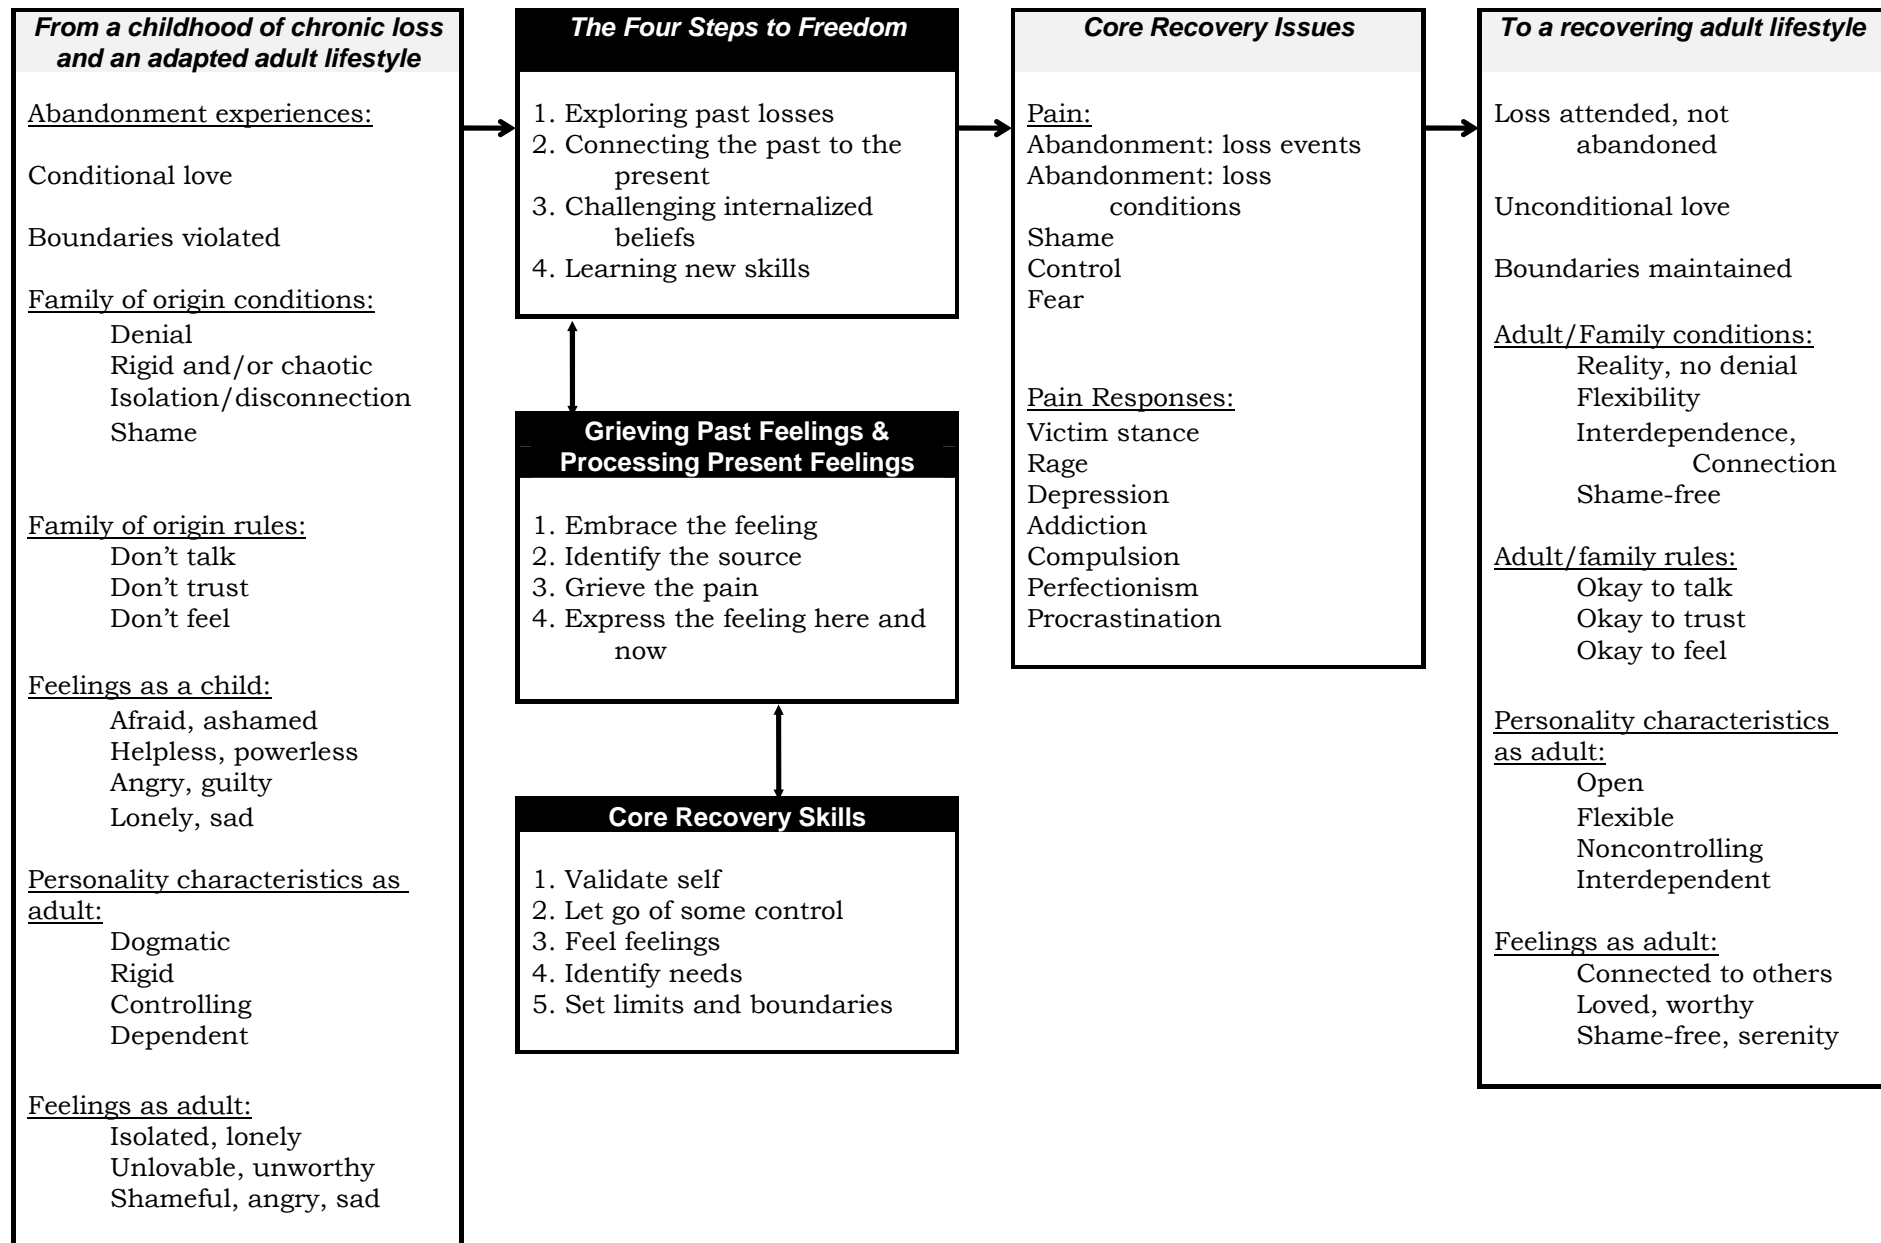 From a childhood of chronic loss
and an adapted adult lifestyle
Abandonment experiences:
Conditional love
Boundaries violated
Family of origin conditions:
Denial
Rigid and/or chaotic
Isolation/disconnection
Shame
Family of origin rules:
Don’t talk
Don’t trust
Don’t feel
Feelings as a child:
Afraid, ashamed
Helpless, powerless
Angry, guilty
Lonely, sad
Personality characteristics as
adult:
Dogmatic
Rigid
Controlling
Dependent
Feelings as adult:
Isolated, lonely
Unlovable, unworthy
Shameful, angry, sad
The Four Steps to Freedom
1. Exploring past losses
2. Connecting the past to the
present
3. Challenging internalized
beliefs
4. Learning new skills
Grieving Past Feelings &
Processing Present Feelings
1. Embrace the feeling
2. Identify the source
3. Grieve the pain
4. Express the feeling here and
now
Core Recovery Skills
1. Validate self
2. Let go of some control
3. Feel feelings
4. Identify needs
5. Set limits and boundaries
Core Recovery Issues
Pain:
Abandonment: loss events
Abandonment: loss
conditions
Shame
Control
Fear
Pain Responses:
Victim stance
Rage
Depression
Addiction
Compulsion
Perfectionism
Procrastination
To a recovering adult lifestyle
Loss attended, not
abandoned
Unconditional love
Boundaries maintained
Adult/Family conditions:
Reality, no denial
Flexibility
Interdependence,
Connection
Shame-free
Adult/family rules:
Okay to talk
Okay to trust
Okay to feel
Personality characteristics
as adult:
Open
Flexible
Noncontrolling
Interdependent
Feelings as adult:
Connected to others
Loved, worthy
Shame-free, serenity